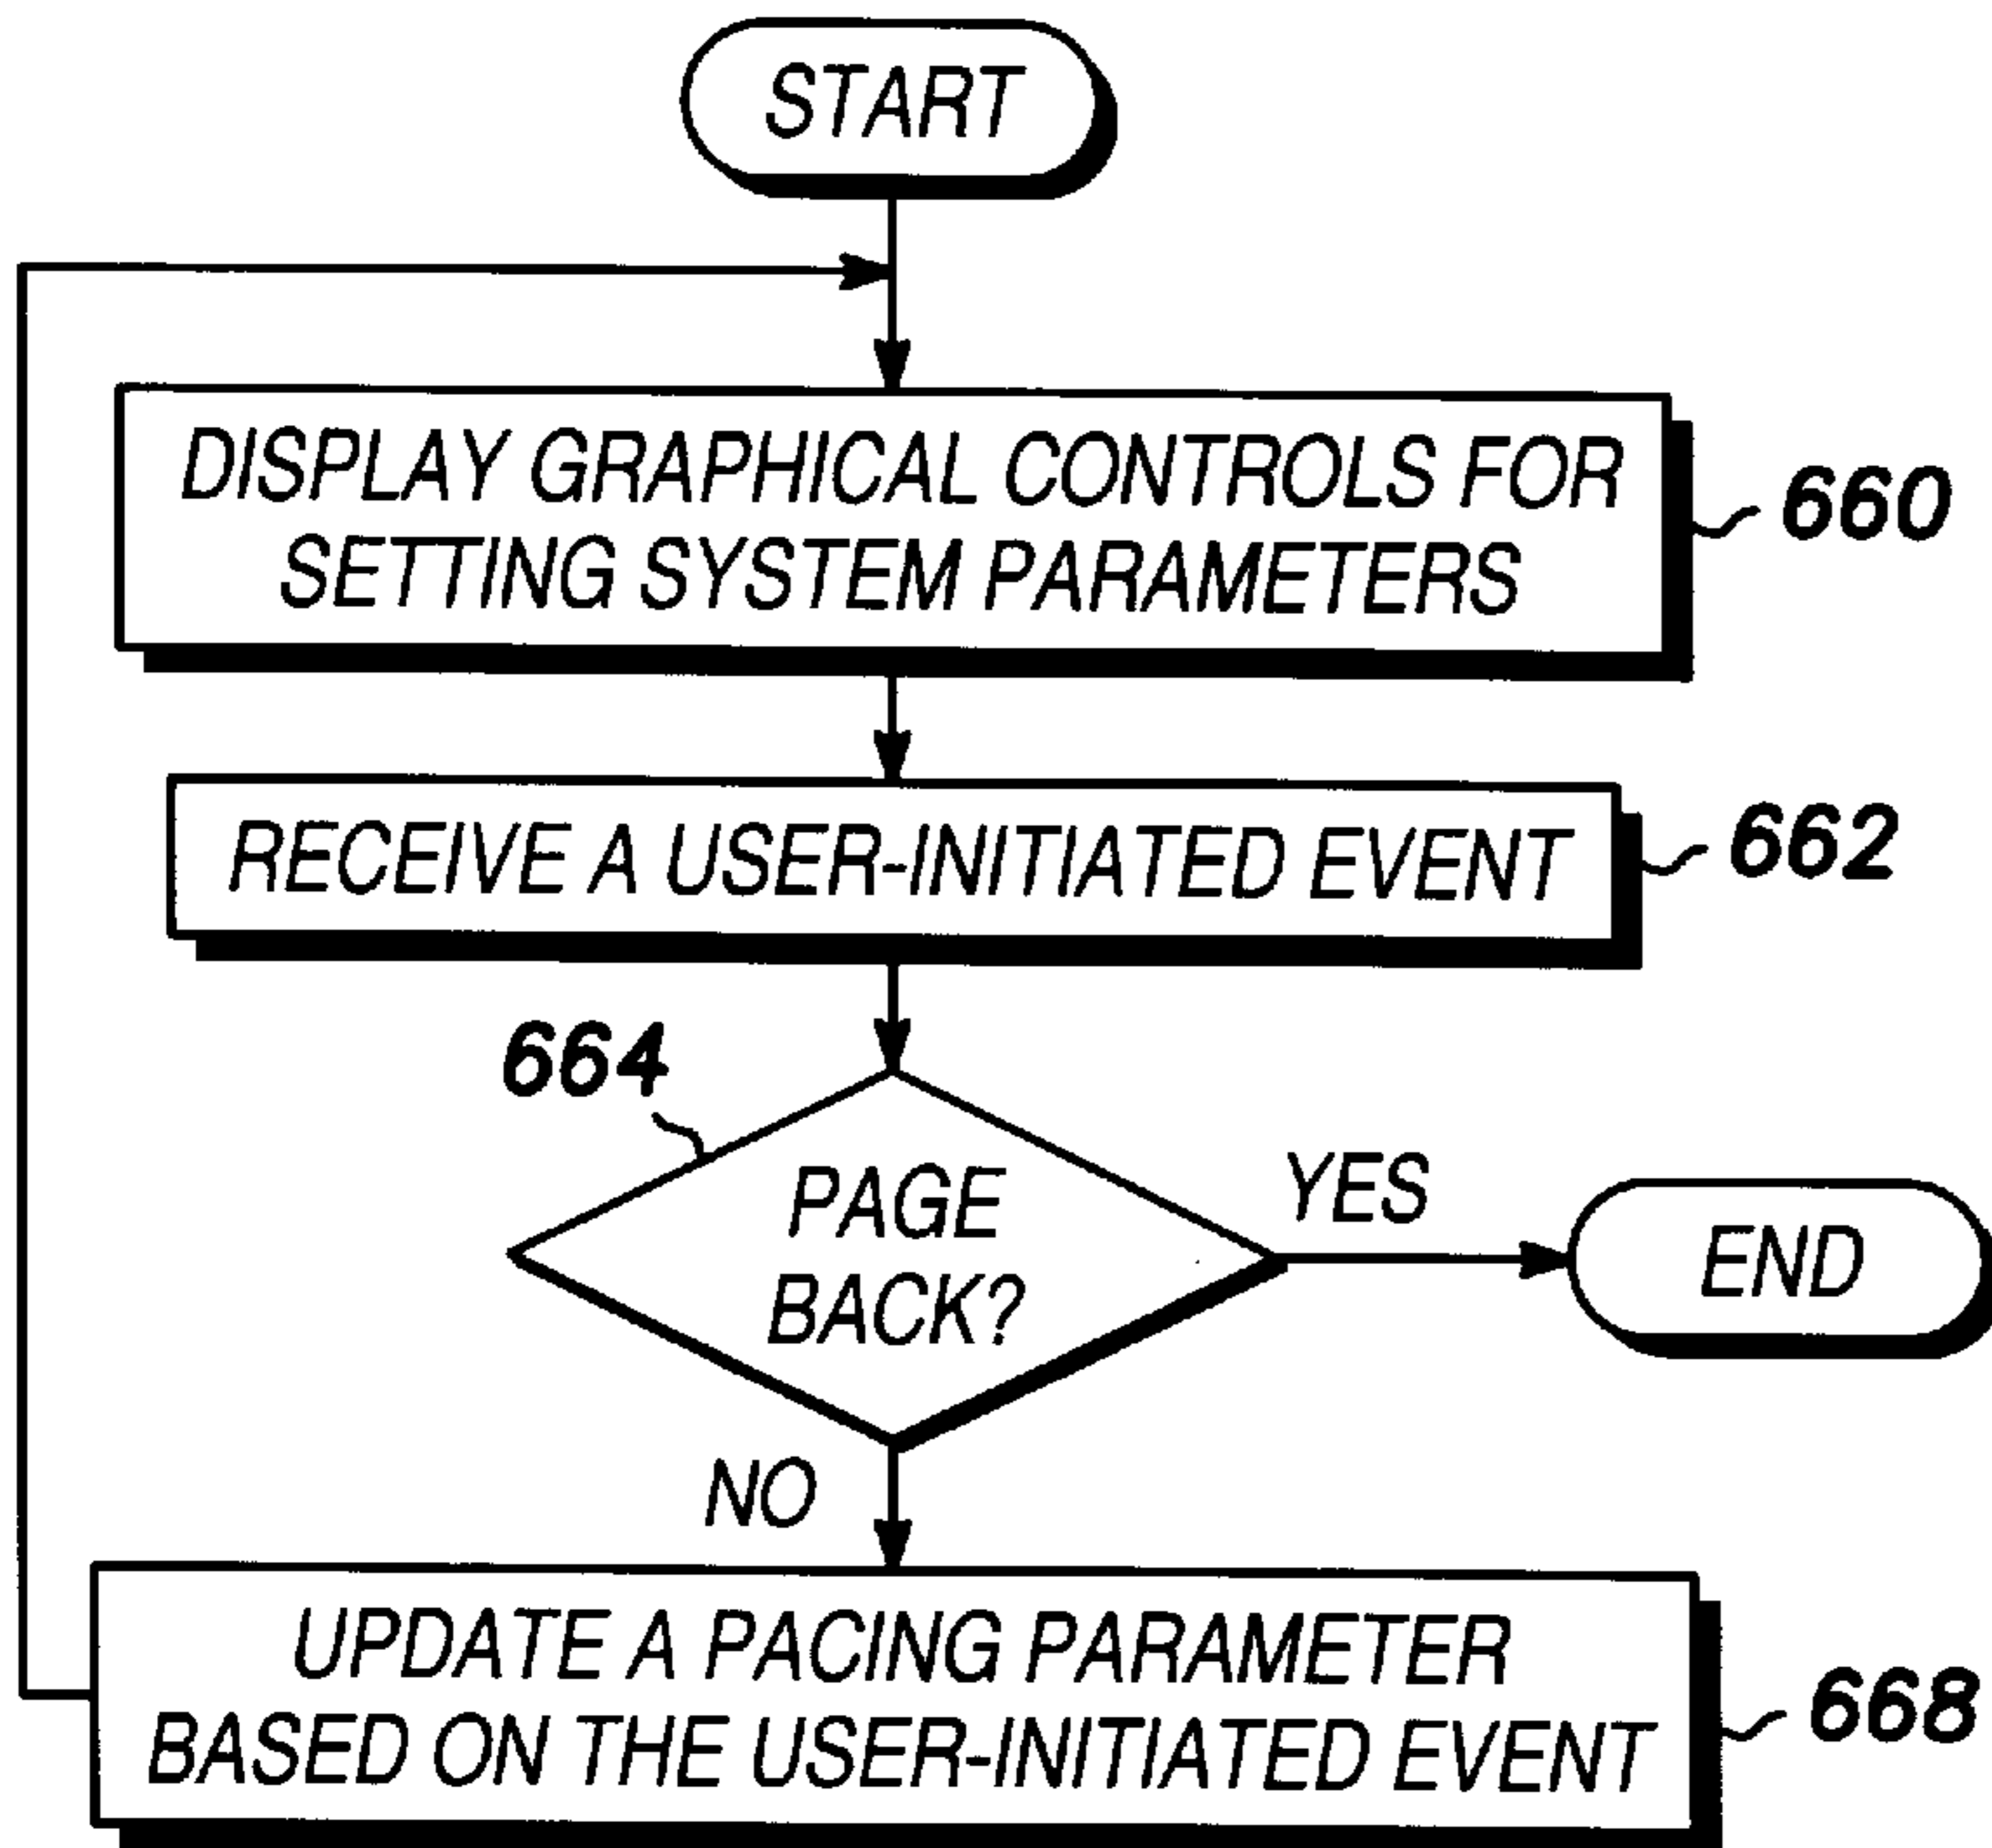 START
DISPLAY GRAPHICAL CONTROLS FOR
SETTING SYSTEM PARAMETERS
660
RECEIVE A USER-INITIATED EVENT
662
664
PAGE
BACK?
YES
END
NO
UPDATE A PACING PARAMETER
BASED ON THE USER-INITIATED EVENT
668